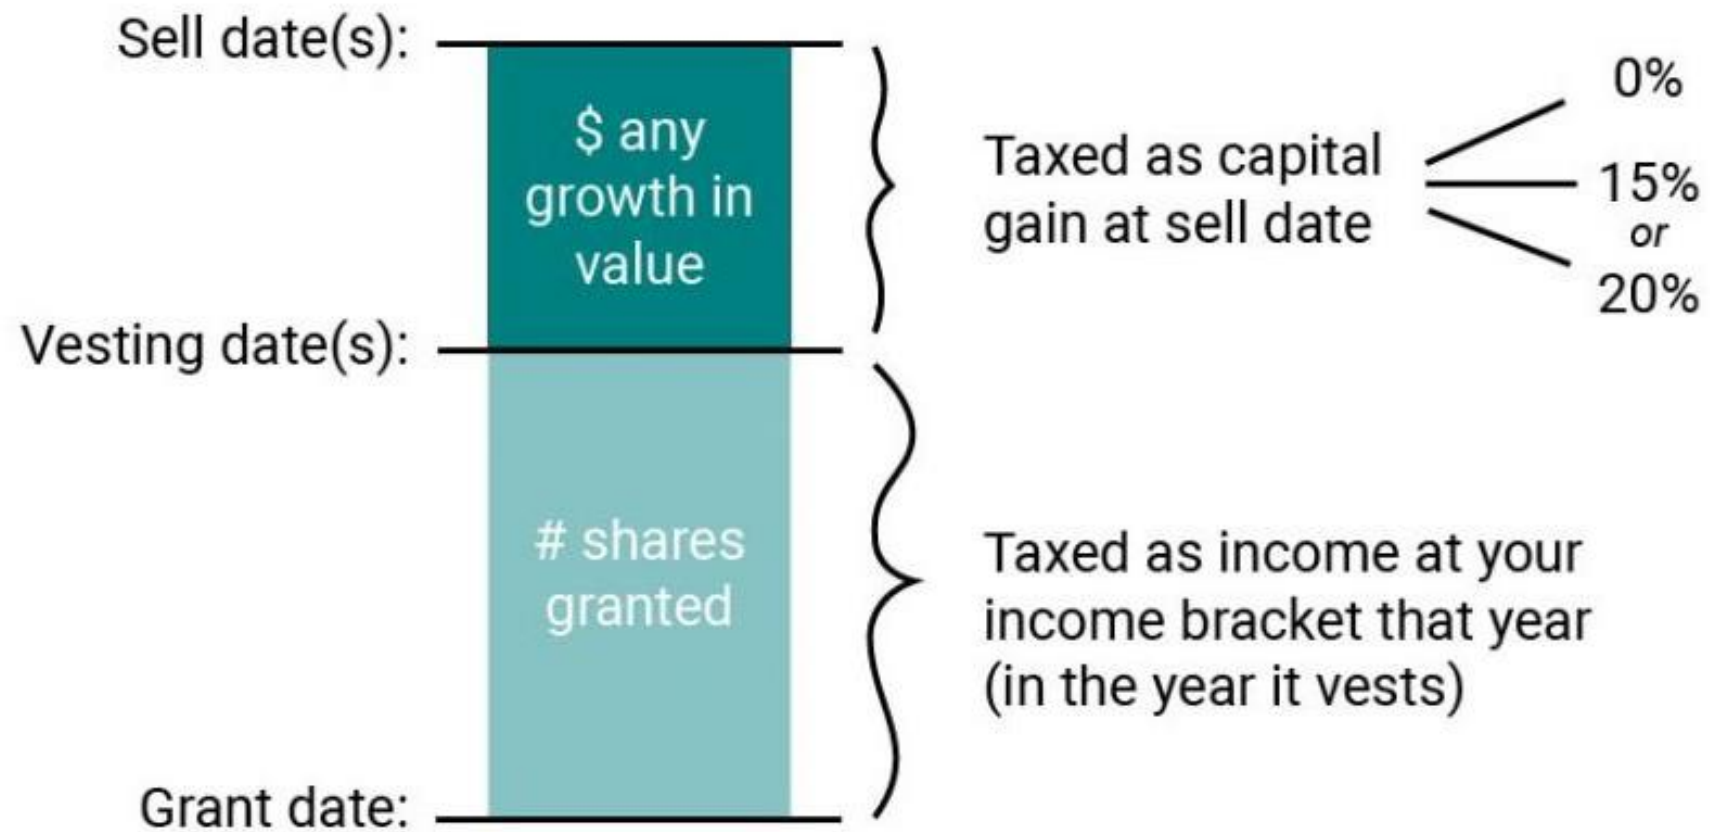 Sell date(s):
$ any
growth in
value
Taxed as capital
gain at sell date
0%
15%
or
20%
Vesting date(s):
# shares
granted
Taxed as income at your
income bracket that year
(in the year it vests)
Grant date: